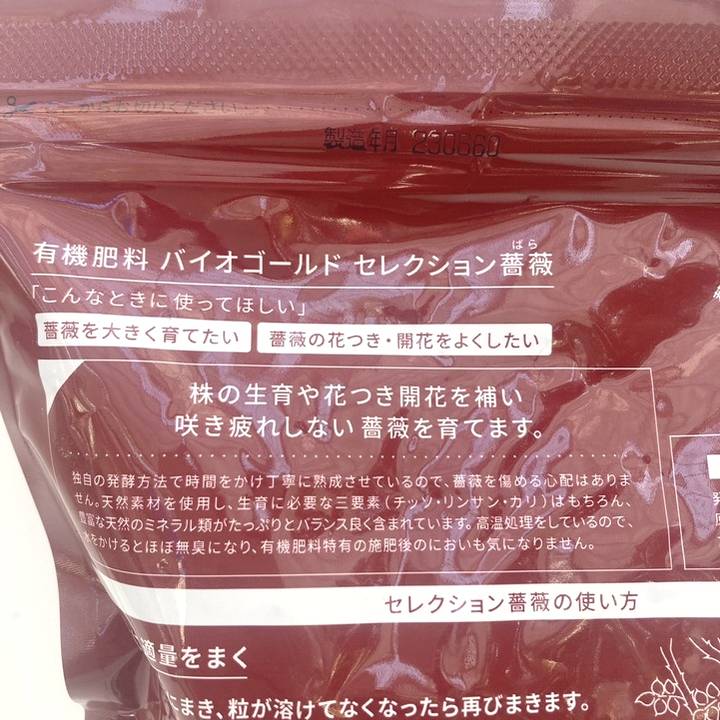 ここからお切りください
製造年月
有機肥料 バイオゴールド セレクション薔薇
ばら
「こんなときに使ってほしい」
薔薇を大きく育てたい 薔薇の花つき・開花をよくしたい
株の生育や花つき開花を補い
咲き疲れしない薔薇を育てます。
独自の発酵方法で時間をかけ丁寧に熟成させているので、薔薇を傷める心配はありま
せん。天然素材を使用し、生育に必要な三要素（チッソ・リンサン・カリ）はもちろん、
豊富な天然のミネラル類がたっぷりとバランス良く含まれています。高温処理をしているので、
水をかけるとほぼ無臭になり、有機肥料特有の施肥後のにおいも気になりません。
セレクション薔薇の使い方
適量をまく
にまき、粒が溶けてなくなったら再びまきます。